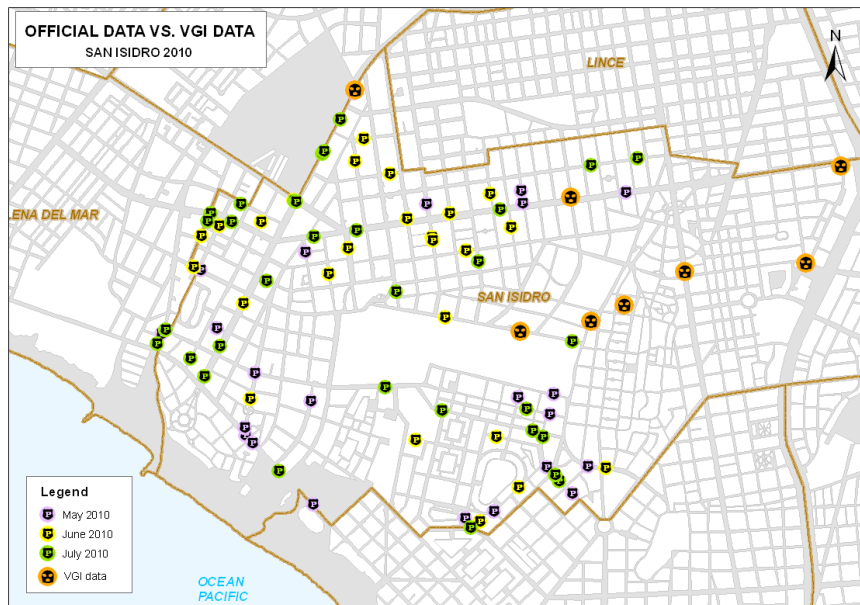 OFFICIAL DATA VS. VGI DATA
SAN ISIDRO 2010
N
LINCE
LENA DEL MAR
SAN ISIDRO
Legend
P May 2010
P June 2010
P July 2010
VGI data
OCEAN
PACIFIC